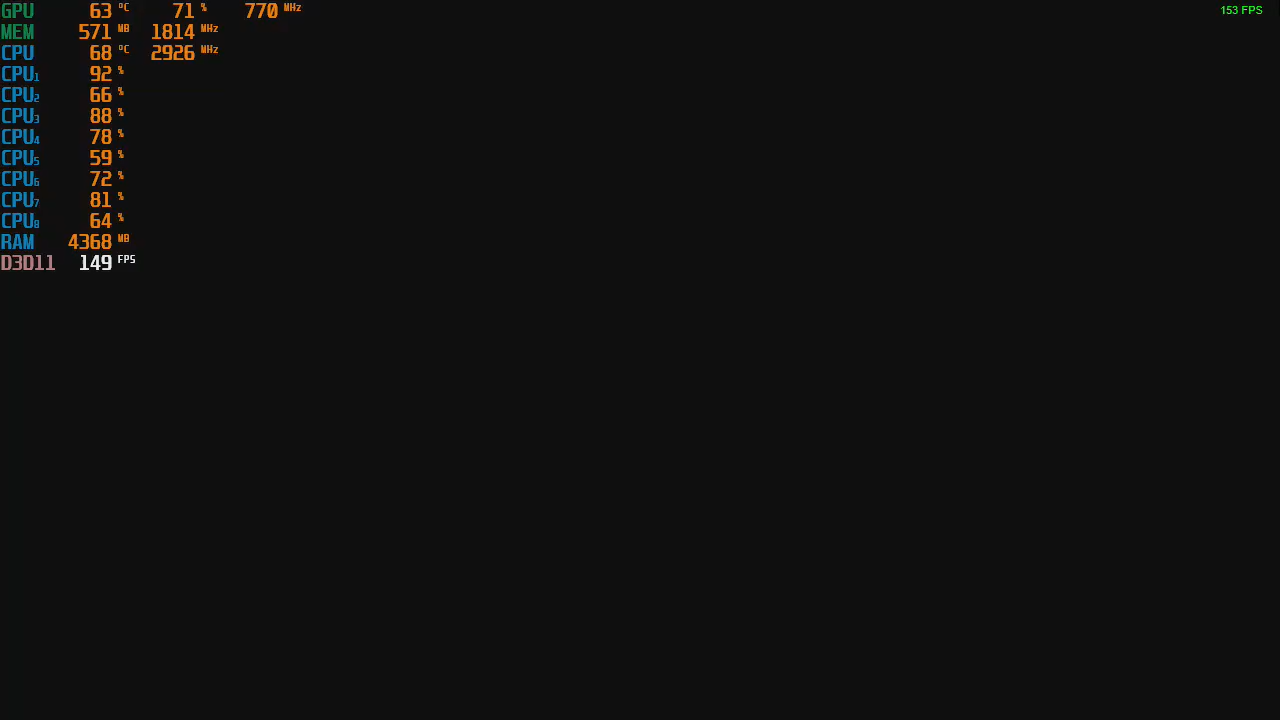 GPU 63 °C 71 % 770 MHz 153 FPS
MEM 571 MB 1814 MHz
CPU 68 °C 2926 MHz
CPU1 92 %
CPU2 66 %
CPU3 88 %
CPU4 78 %
CPU5 59 %
CPU6 72 %
CPU7 81 %
CPU8 64 %
RAM 4368 MB
D3D11 149 FPS